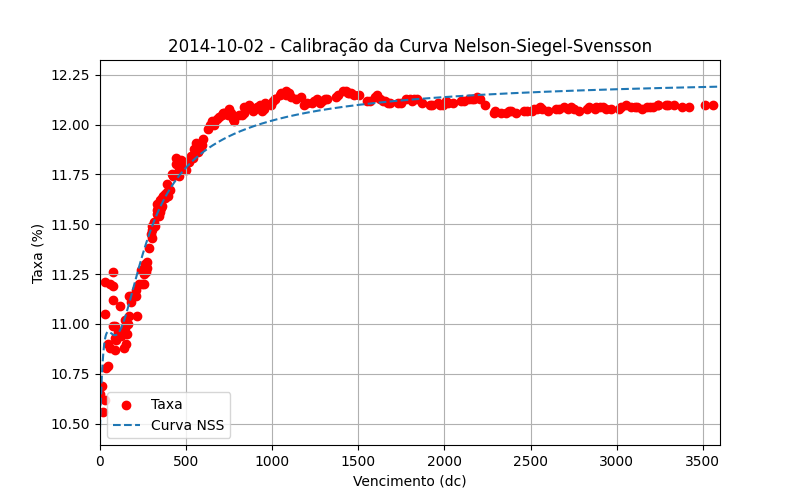 2014-10-02 - Calibração da Curva Nelson-Siegel-Svensson
Taxa (%)
12.25
12.00
11.75
11.50
11.25
11.00
10.75
10.50
Taxa
Curva NSS
0 500 1000 1500 2000 2500 3000 3500
Vencimento (dc)